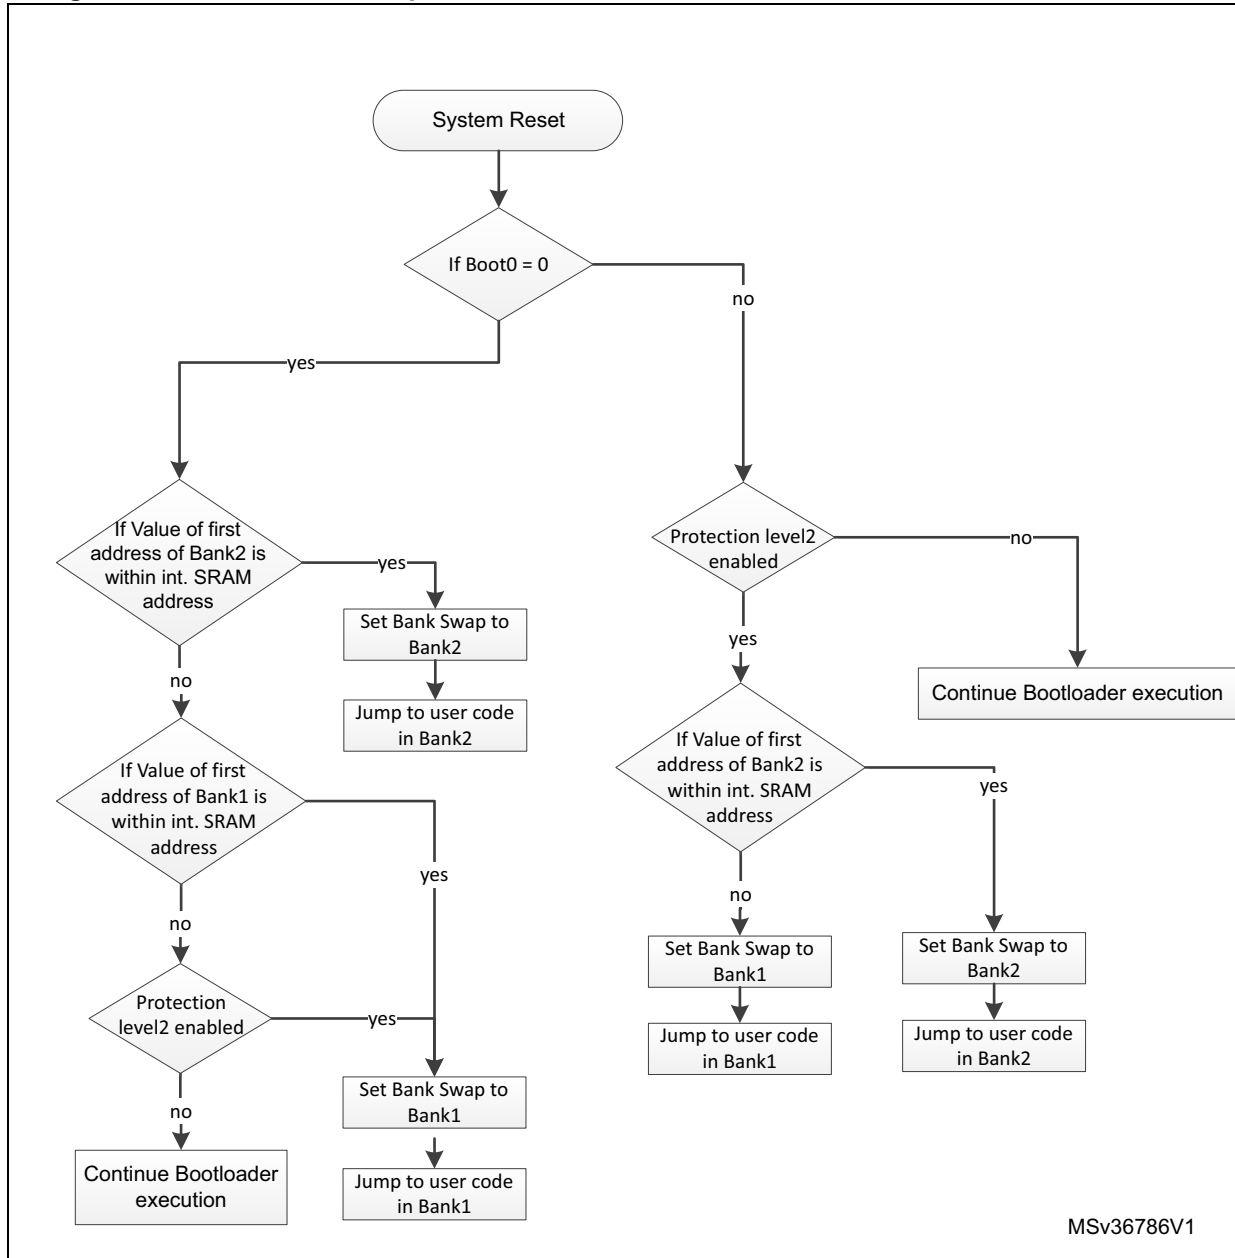 System Reset
If Boot0 = 0
no
yes
If Value of first
address of Bank2 is
within int. SRAM
address
yes
Protection level2
enabled
no
Set Bank Swap to
Bank2
yes
no
Continue Bootloader execution
Jump to user code
in Bank2
If Value of first
address of Bank1 is
within int. SRAM
address
If Value of first
address of Bank2 is
within int. SRAM
address
yes
yes
no
no
Set Bank Swap to
Bank1
Set Bank Swap to
Bank2
Protection
level2 enabled
yes
Jump to user code
in Bank1
Jump to user code
in Bank2
Set Bank Swap to
Bank1
no
Continue Bootloader
execution
Jump to user code
in Bank1
MSv36786V1